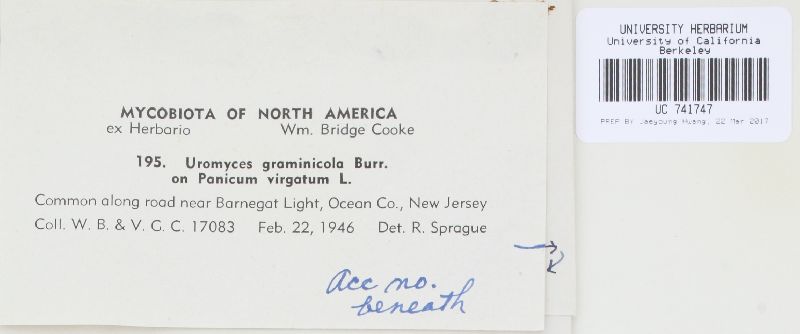 MYCOBIOTA OF NORTH AMERICA
ex Herbario Wm. Bridge Cooke
195. Uromyces graminicola Burr.
on Panicum virgatum L.
Common along road near Barnegat Light, Ocean Co., New Jersey
Coll. W. B. & V. G. C. 17083 Feb. 22, 1946 Det. R. Sprague
Acc no.
beneath
UNIVERSITY HERBARIUM
University of California
Berkeley
UC 741747
PREP BY Jaeyoung Huang, 22 Mar 2017